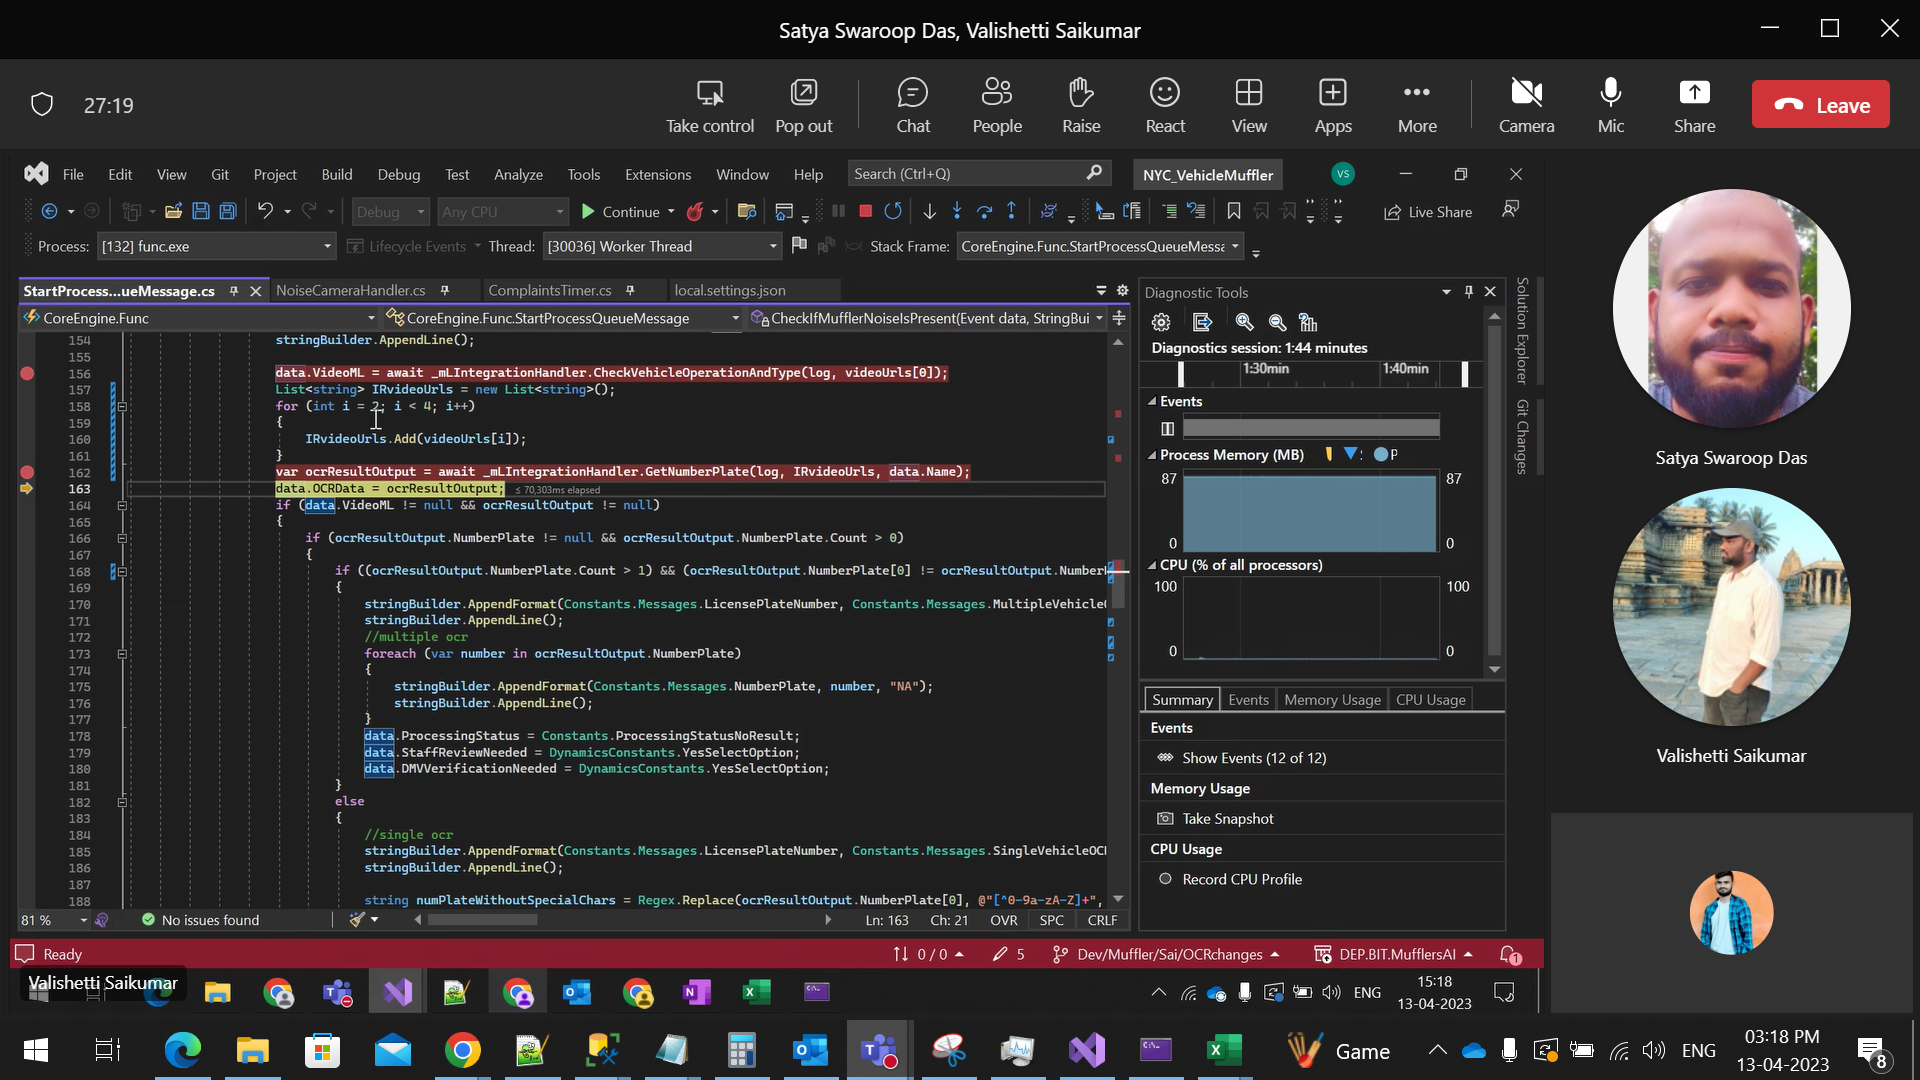 Satya Swaroop Das, Valishetti Saikumar
27:19
Take control
Pop out
Chat
People
Raise
React
View
Apps
More
Camera
Mic
Share
Leave
File Edit View Git Project Build Debug Test Analyze Tools Extensions Window Help
Search (Ctrl+Q)
NYC_VehicleMuffler
VS
Debug
Any CPU
Continue
Live Share
Process: [132] func.exe
Lifecycle Events
Thread: [30036] Worker Thread
Stack Frame: CoreEngine.Func.StartProcessQueueMessa
StartProcess...ueMessage.cs
NoiseCameraHandler.cs
ComplaintsTimer.cs
local.settings.json
CoreEngine.Func
CoreEngine.Func.StartProcessQueueMessage
CheckIfMufflerNoiseIsPresent(Event data, StringBui
154 stringBuilder.AppendLine();
155
156 data.VideoML = await _mLIntegrationHandler.CheckVehicleOperationAndType(log, videoUrls[0]);
157 List<string> IRvideoUrls = new List<string>();
158 for (int i = 2; i < 4; i++)
159 {
160 IRvideoUrls.Add(videoUrls[i]);
161 }
162 var ocrResultOutput = await _mLIntegrationHandler.GetNumberPlate(log, IRvideoUrls, data.Name);
163 data.OCRData = ocrResultOutput; ≤ 70,303ms elapsed
164 if (data.VideoML != null && ocrResultOutput != null)
165 {
166 if (ocrResultOutput.NumberPlate != null && ocrResultOutput.NumberPlate.Count > 0)
167 {
168 if ((ocrResultOutput.NumberPlate.Count > 1) && (ocrResultOutput.NumberPlate[0] != ocrResultOutput.Number
169 {
170 stringBuilder.AppendFormat(Constants.Messages.LicensePlateNumber, Constants.Messages.MultipleVehicle
171 stringBuilder.AppendLine();
172 //multiple ocr
173 foreach (var number in ocrResultOutput.NumberPlate)
174 {
175 stringBuilder.AppendFormat(Constants.Messages.NumberPlate, number, "NA");
176 stringBuilder.AppendLine();
177 }
178 data.ProcessingStatus = Constants.ProcessingStatusNoResult;
179 data.StaffReviewNeeded = DynamicsConstants.YesSelectOption;
180 data.DMVVerificationNeeded = DynamicsConstants.YesSelectOption;
181 }
182 else
183 {
184 //single ocr
185 stringBuilder.AppendFormat(Constants.Messages.LicensePlateNumber, Constants.Messages.SingleVehicleOC
186 stringBuilder.AppendLine();
187
188 string numPlateWithoutSpecialChars = Regex.Replace(ocrResultOutput.NumberPlate[0], @"[^0-9a-zA-Z]+",
81 %
No issues found
Ln: 163 Ch: 21 OVR SPC CRLF
Diagnostic Tools
Diagnostics session: 1:44 minutes
1:30min 1:40min
Events
Process Memory (MB)
P
87 87
0 0
CPU (% of all processors)
100 100
0 0
Summary Events Memory Usage CPU Usage
Events
Show Events (12 of 12)
Memory Usage
Take Snapshot
CPU Usage
Record CPU Profile
Solution Explorer
Git Changes
Ready
0 / 0
5
Dev/Muffler/Sai/OCRchanges
DEP.BIT.MufflersAI
1
Valishetti Saikumar
ENG
15:18
13-04-2023
Satya Swaroop Das
Valishetti Saikumar
Game
ENG
03:18 PM
13-04-2023
8